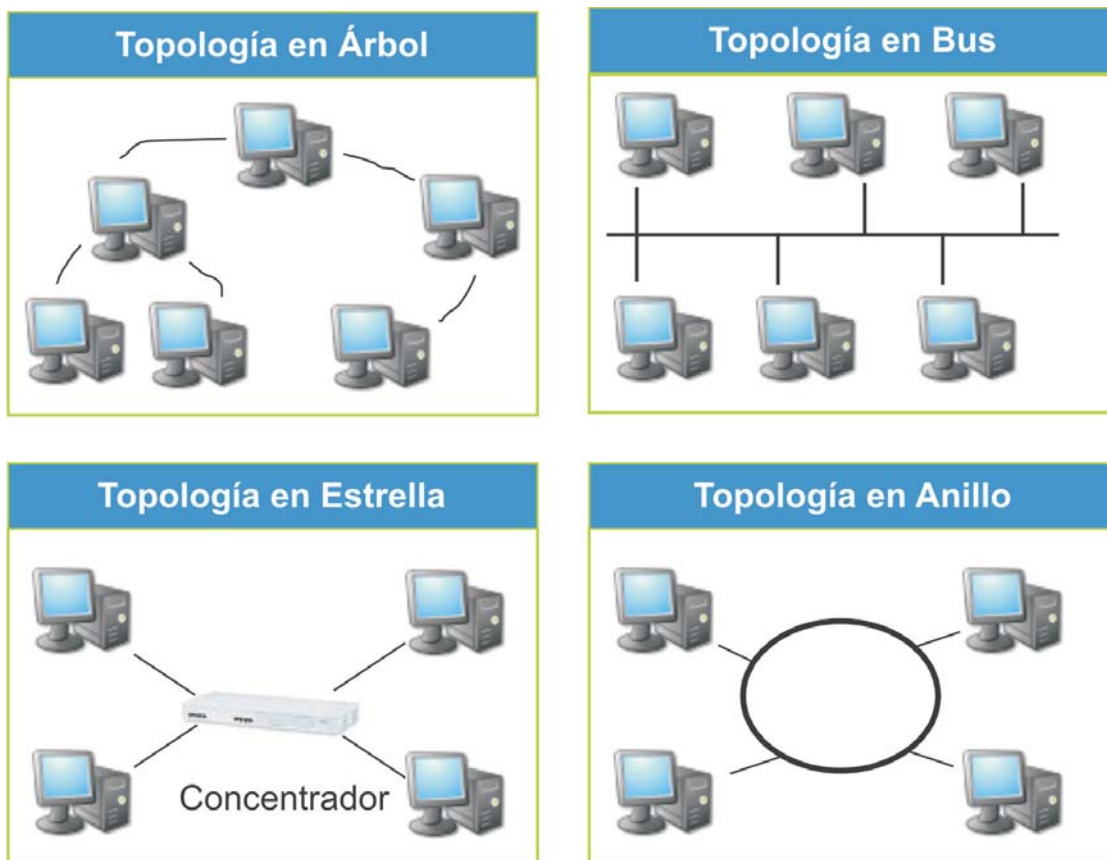 Topología en Árbol
Topología en Bus
Topología en Estrella
Topología en Anillo
Concentrador